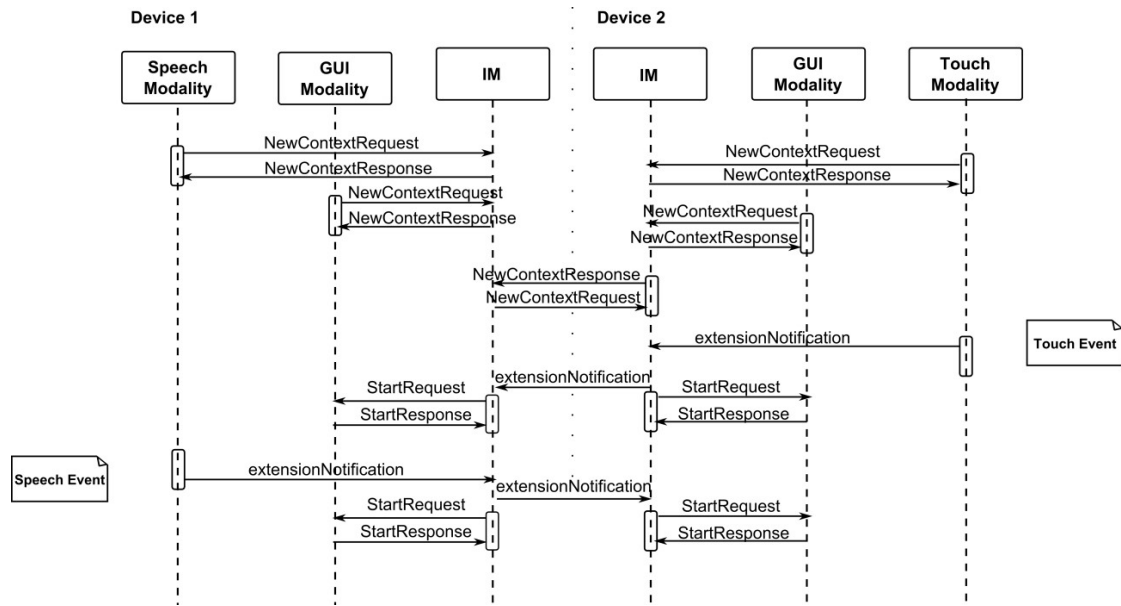 Device 1
Device 2
Speech
Modality
GUI
Modality
IM
IM
GUI
Modality
Touch
Modality
NewContextRequest
NewContextRequest
NewContextResponse
NewContextResponse
NewContextRequest
NewContextRequest
NewContextResponse
NewContextResponse
NewContextResponse
NewContextRequest
extensionNotification
Touch Event
extensionNotification
StartRequest
StartRequest
StartResponse
StartResponse
Speech Event
extensionNotification
extensionNotification
StartRequest
StartRequest
StartResponse
StartResponse